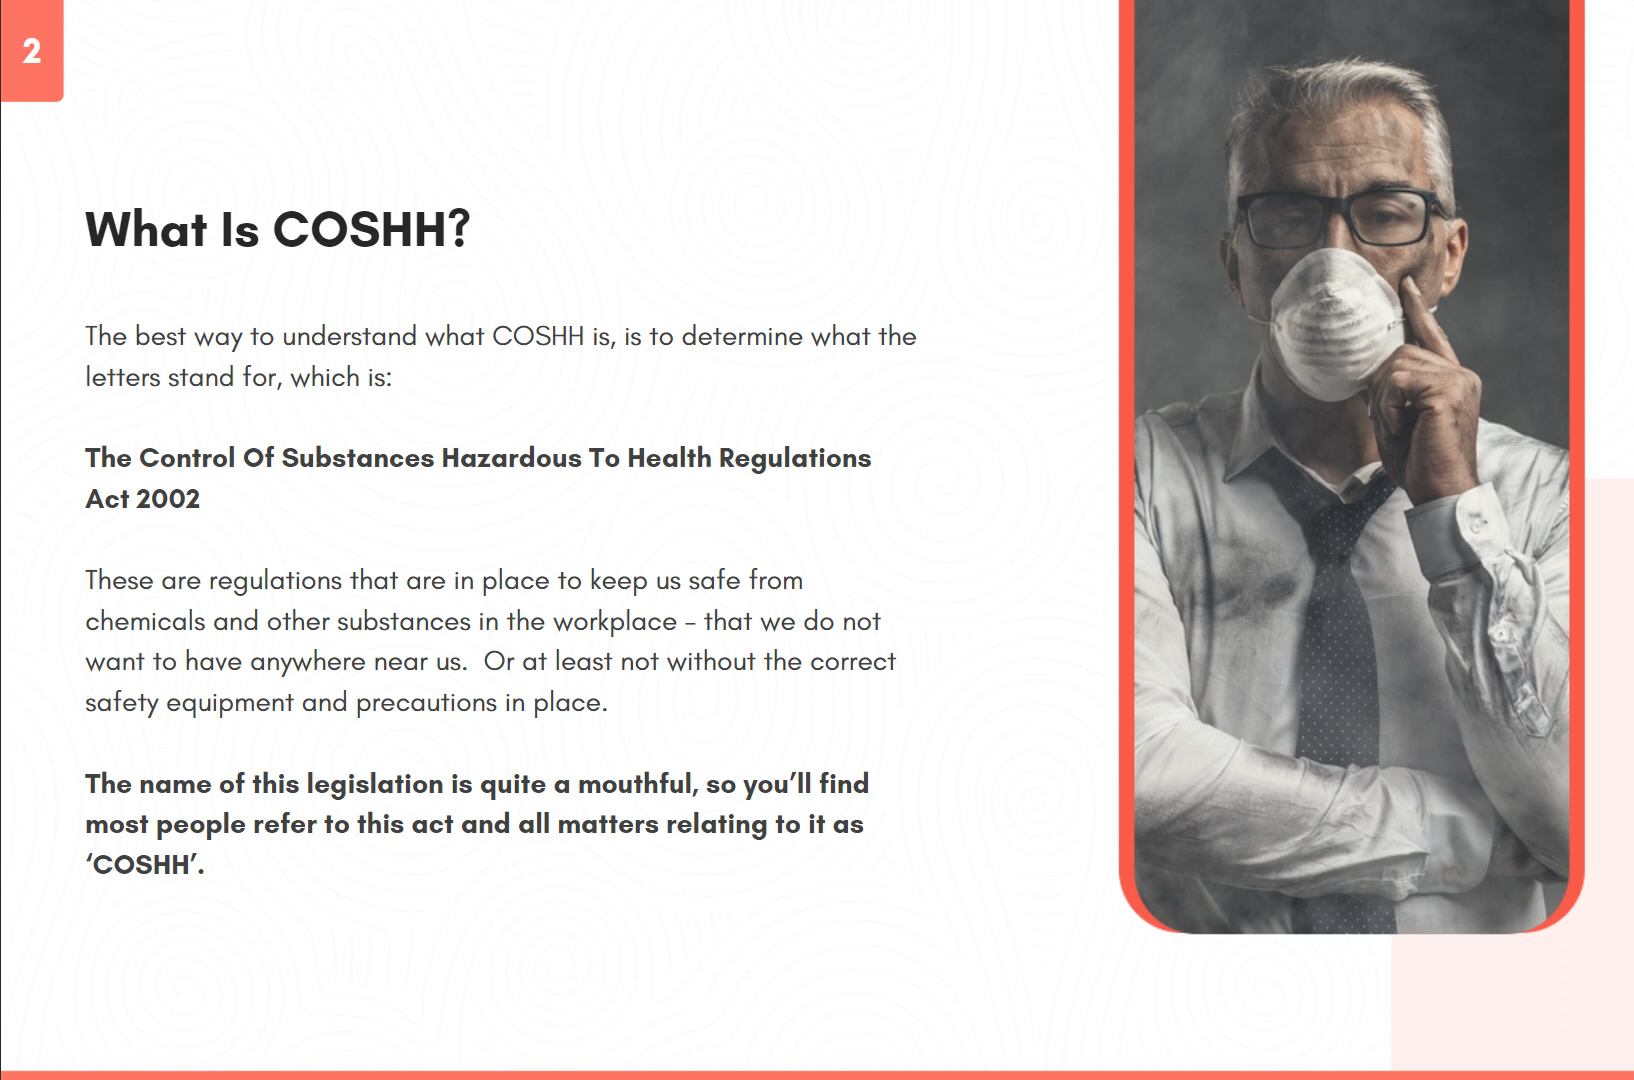 2
What Is COSHH?
The best way to understand what COSHH is, is to determine what the
letters stand for, which is:
The Control Of Substances Hazardous To Health Regulations
Act 2002
These are regulations that are in place to keep us safe from
chemicals and other substances in the workplace – that we do not
want to have anywhere near us.  Or at least not without the correct
safety equipment and precautions in place.
The name of this legislation is quite a mouthful, so you’ll find
most people refer to this act and all matters relating to it as
‘COSHH’.